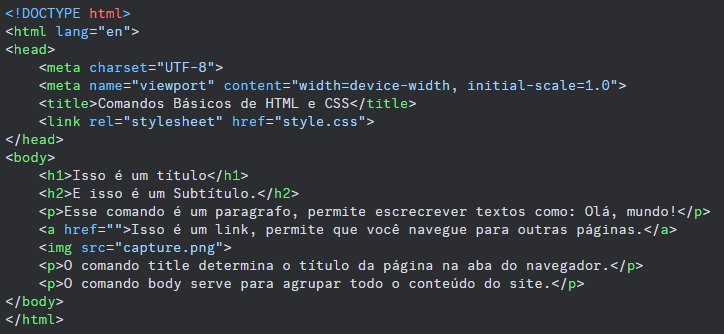 <!DOCTYPE html>
<html lang="en">
<head>
    <meta charset="UTF-8">
    <meta name="viewport" content="width=device-width, initial-scale=1.0">
    <title>Comandos Básicos de HTML e CSS</title>
    <link rel="stylesheet" href="style.css">
</head>
<body>
    <h1>Isso é um título</h1>
    <h2>E isso é um Subtítulo.</h2>
    <p>Esse comando é um paragrafo, permite escrecrever textos como: Olá, mundo!</p>
    <a href="">Isso é um link, permite que você navegue para outras páginas.</a>
    <img src="capture.png">
    <p>O comando title determina o título da página na aba do navegador.</p>
    <p>O comando body serve para agrupar todo o conteúdo do site.</p>
</body>
</html>